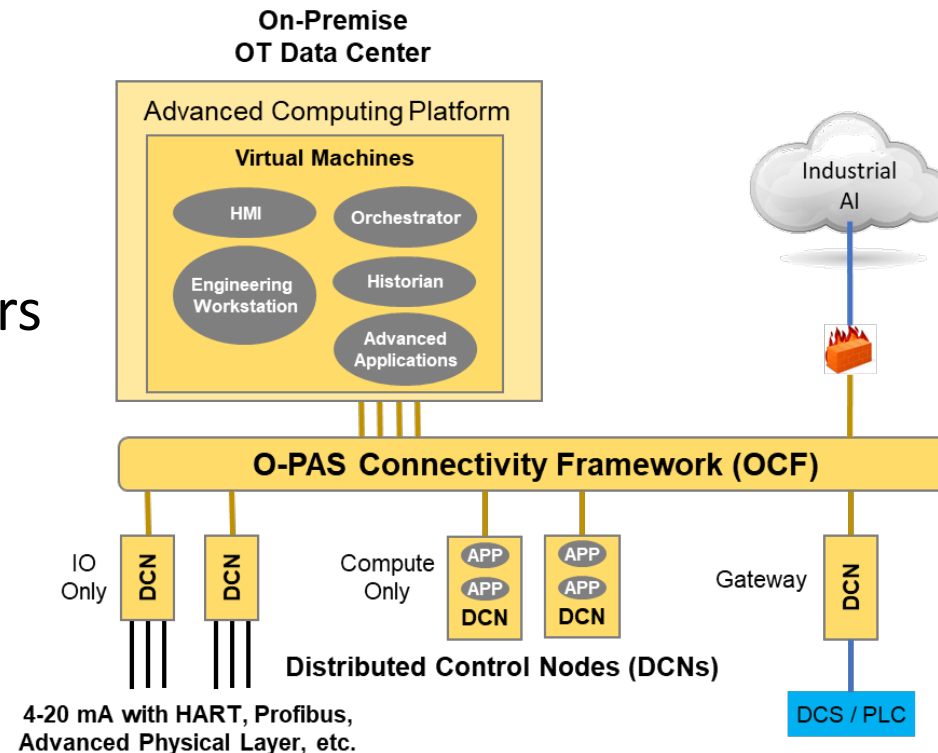 On-Premise
OT Data Center
Advanced Computing Platform
Virtual Machines
HMI
Orchestrator
Engineering
Workstation
Historian
Advanced
Applications
Industrial
AI
rs
O-PAS Connectivity Framework (OCF)
IO
Only
DCN
DCN
Compute
Only
APP
APP
DCN
APP
APP
DCN
Gateway
DCN
Distributed Control Nodes (DCNs)
4-20 mA with HART, Profibus,
Advanced Physical Layer, etc.
DCS / PLC